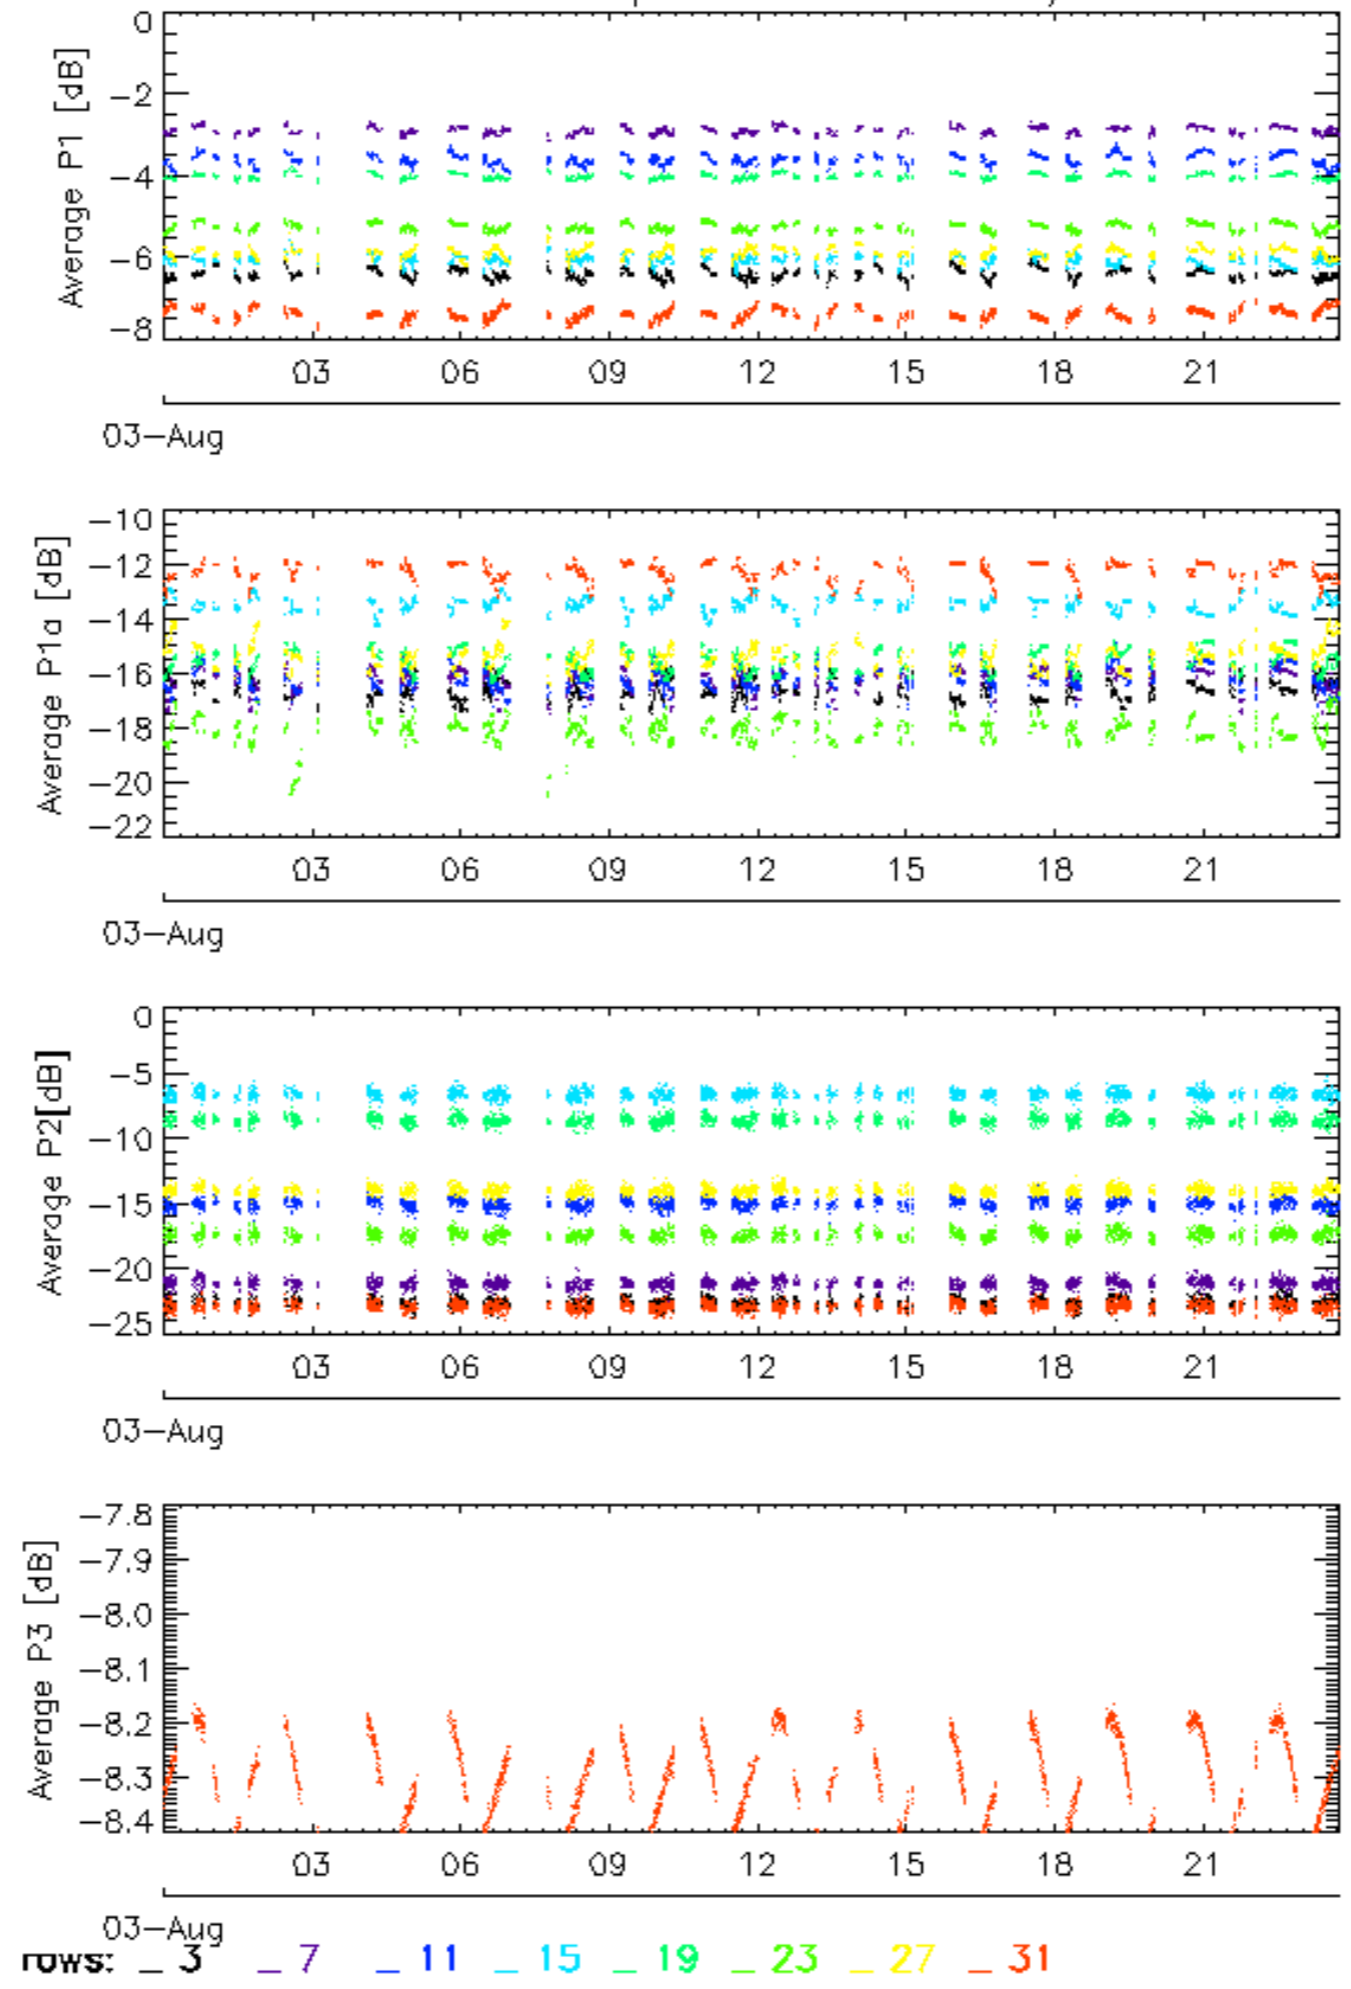 0
−2
−4
−6
−8
Average P1 [dB]
03 06 09 12 15 18 21
03−Aug
−10
−12
−14
−16
−18
−20
−22
Average P1a [dB]
03 06 09 12 15 18 21
03−Aug
0
−5
−10
−15
−20
−25
Average P2[dB]
03 06 09 12 15 18 21
03−Aug
−7.8
−7.9
−8.0
−8.1
−8.2
−8.3
−8.4
Average P3 [dB]
03 06 09 12 15 18 21
03−Aug
rows: _ 3 _ 7 _ 11 _ 15 _ 19 _ 23 _ 27 _ 31